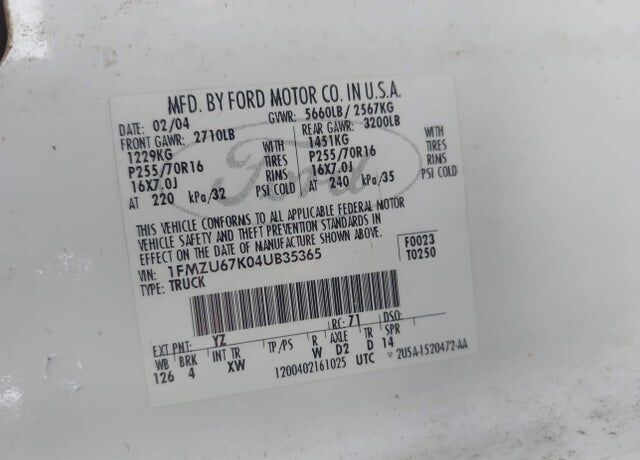 MFD. BY FORD MOTOR CO. IN U.S.A.
DATE: 02/04 GVWR: 5660LB/ 2567KG
FRONT GAWR: 2710LB REAR GAWR: 3200LB
1229KG WITH 1451KG WITH
P255/70R16 TIRES P255/70R16 TIRES
16X7.0J RIMS 16X7.0J RIMS
AT 220 kPa/32 PSI COLD AT 240 kPa/35 PSI COLD
Ford
THIS VEHICLE CONFORMS TO ALL APPLICABLE FEDERAL MOTOR
VEHICLE SAFETY AND THEFT PREVENTION STANDARDS IN
EFFECT ON THE DATE OF MANUFACTURE SHOWN ABOVE.
VIN: 1FMZU67K04UB35365 F0023
TYPE: TRUCK T0250
EXT PNT: YZ RC: 71 DSO:
WB BRK INT TR TP/PS R AXLE TR SPR
126 4 XW W D2 D 14
1200402161025 UTC ▽ 2U5A-1520472-AA